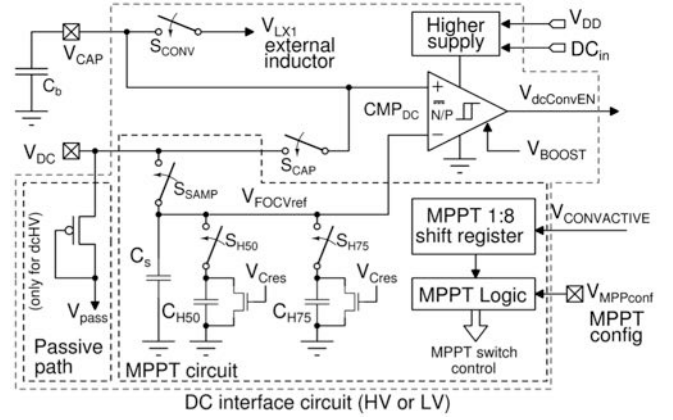 V_CAP
S_CONV
V_LX1
external
inductor
Higher
supply
V_DD
DC_in
C_b
CMP_DC
+
N/P
−
V_dcConvEN
V_BOOST
V_DC
S_CAP
S_SAMP
V_FOCVref
(only for dcHV)
V_pass
Passive
path
C_s
S_H50
V_Cres
C_H50
S_H75
V_Cres
C_H75
MPPT 1:8
shift register
V_CONVACTIVE
MPPT Logic
V_MPPconf
MPPT
config
MPPT switch
control
MPPT circuit
DC interface circuit (HV or LV)